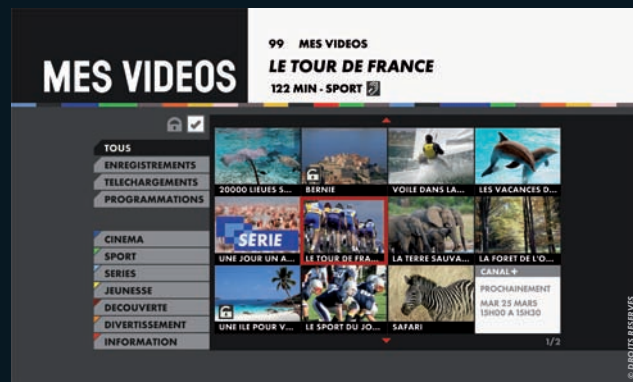 MES VIDEOS
99 MES VIDEOS
LE TOUR DE FRANCE
122 MIN - SPORT
TOUS
ENREGISTREMENTS
TELECHARGEMENTS
PROGRAMMATIONS
CINEMA
SPORT
SERIES
JEUNESSE
DECOUVERTE
DIVERTISSEMENT
INFORMATION
20000 LIEUES S...
BERNIE
VOILE DANS LA...
LES VACANCES D...
SERIE
UNE JOUR UN A...
LE TOUR DE FRA...
LA TERRE SAUVA...
LA FORET DE L'O...
UNE ILE POUR V...
LE SPORT DU JO...
SAFARI
CANAL+
PROCHAINEMENT
MAR 25 MARS
15H00 A 15H30
1/2
© DROITS RESERVES